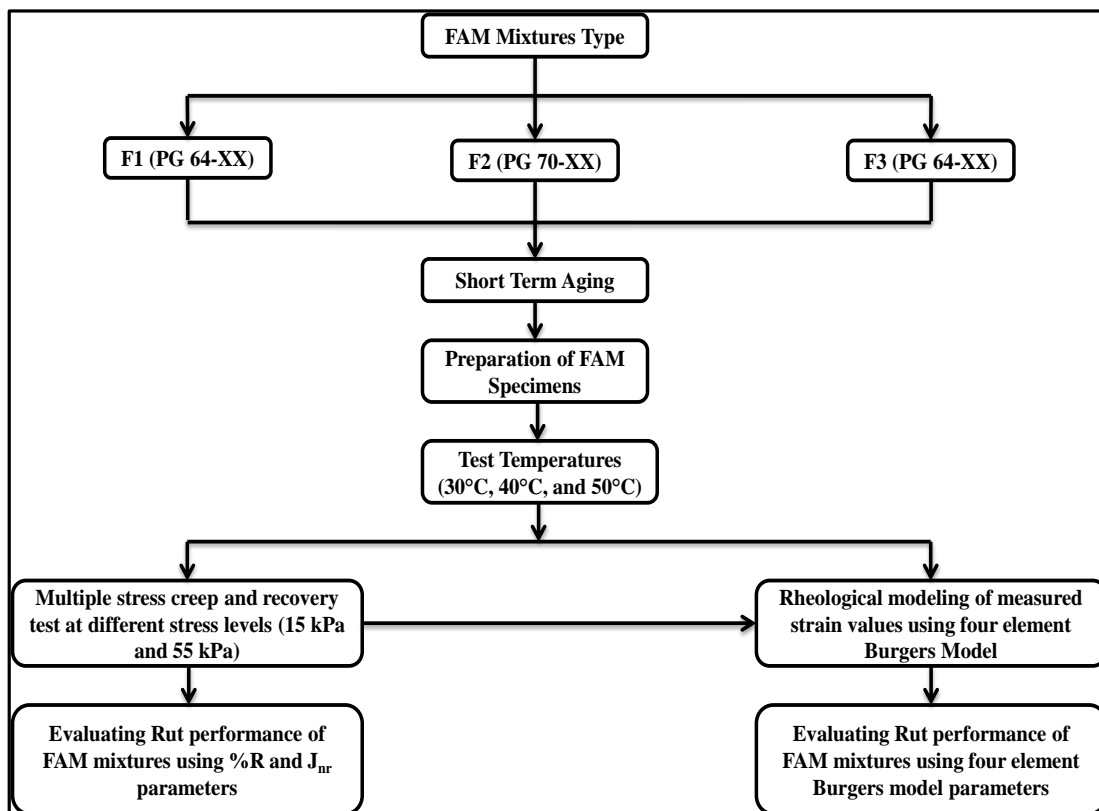 FAM Mixtures Type
F1 (PG 64-XX)
F2 (PG 70-XX)
F3 (PG 64-XX)
Short Term Aging
Preparation of FAM
Specimens
Test Temperatures
(30°C, 40°C, and 50°C)
Multiple stress creep and recovery
test at different stress levels (15 kPa
and 55 kPa)
Rheological modeling of measured
strain values using four element
Burgers Model
Evaluating Rut performance of
FAM mixtures using %R and Jnr
parameters
Evaluating Rut performance of
FAM mixtures using four element
Burgers model parameters